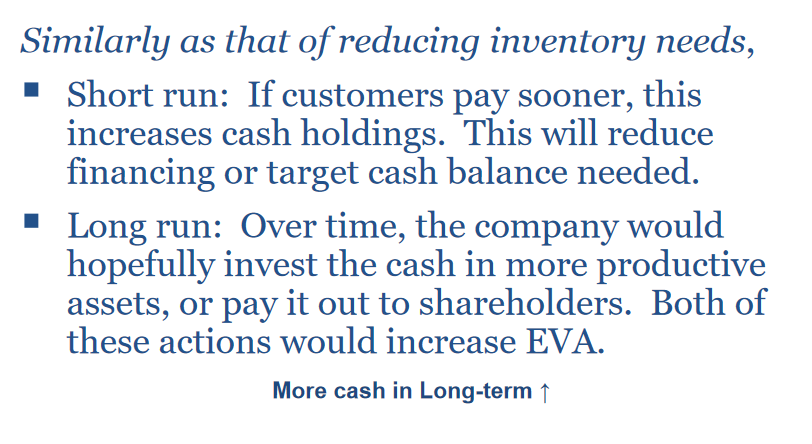 Similarly as that of reducing inventory needs,
▪ Short run:  If customers pay sooner, this
increases cash holdings.  This will reduce
financing or target cash balance needed.
▪ Long run:  Over time, the company would
hopefully invest the cash in more productive
assets, or pay it out to shareholders.  Both of
these actions would increase EVA.
More cash in Long-term ↑